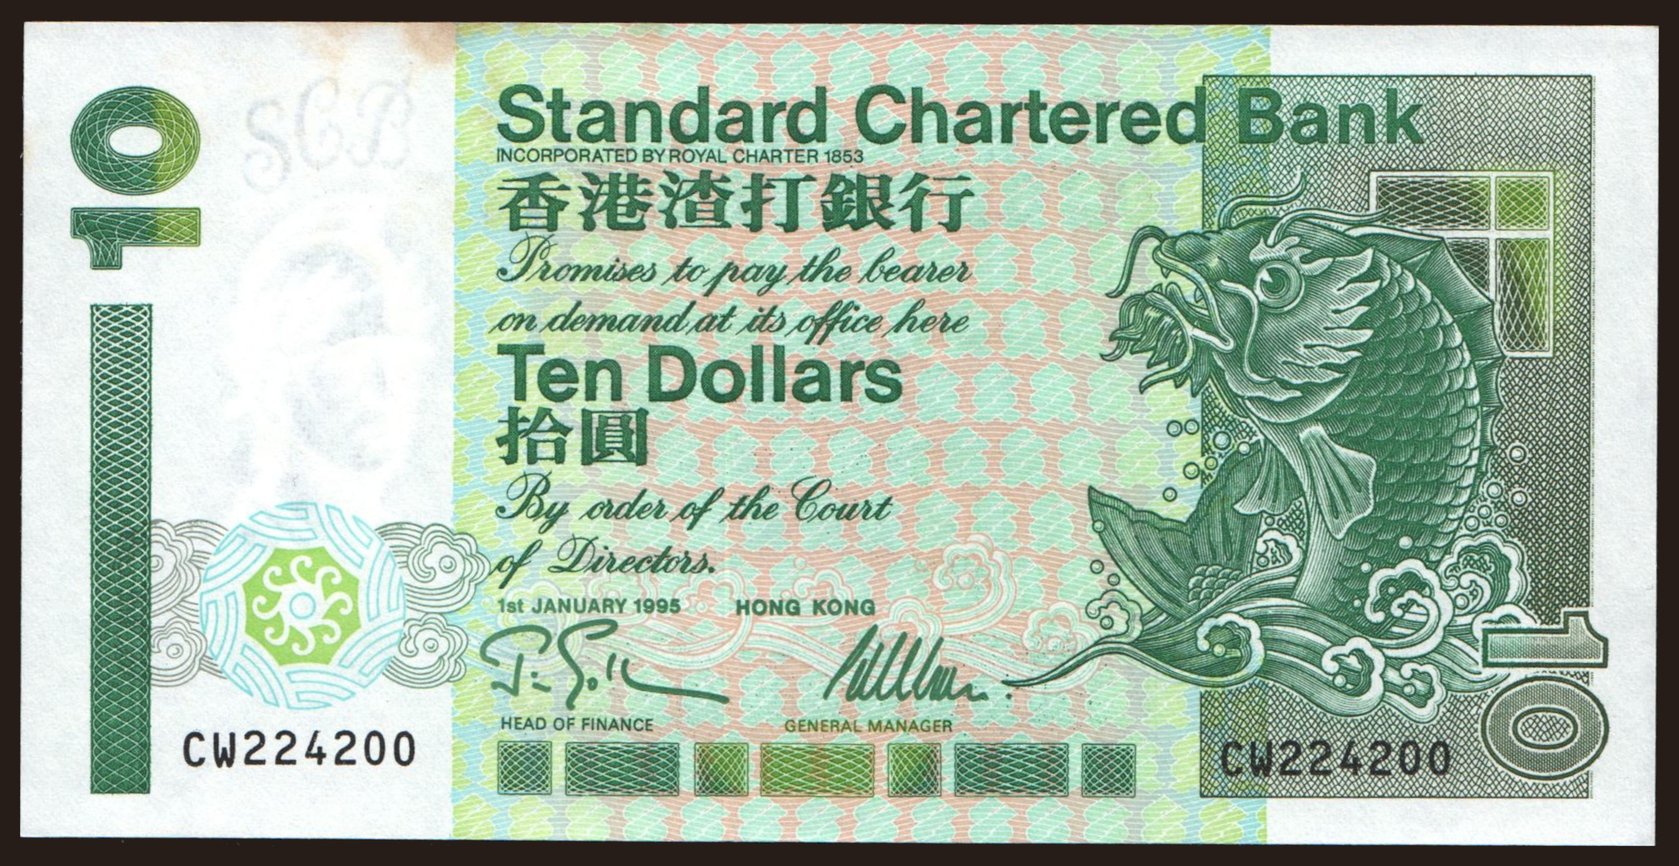 10
SCB
Standard Chartered Bank
INCORPORATED BY ROYAL CHARTER 1853
香港渣打銀行
Promises to pay the bearer
on demand at its office here
Ten Dollars
拾圓
By order of the Court
of Directors.
1st JANUARY 1995 HONG KONG
HEAD OF FINANCE GENERAL MANAGER
CW224200
CW224200
10